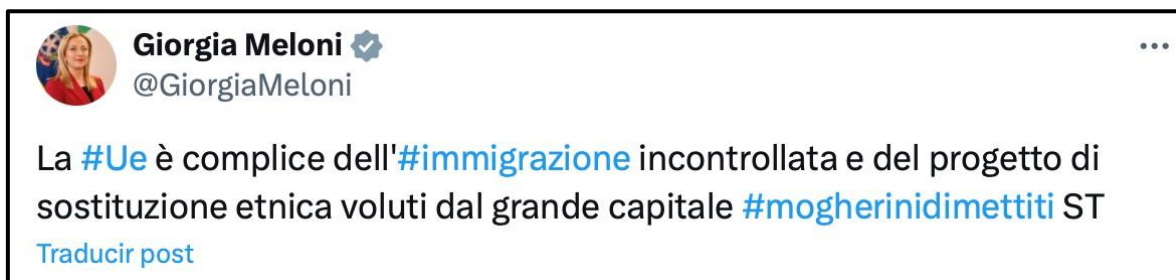 Giorgia Meloni
@GiorgiaMeloni
La #Ue è complice dell'#immigrazione incontrollata e del progetto di
sostituzione etnica voluti dal grande capitale #mogherinidimettiti ST
Traducir post